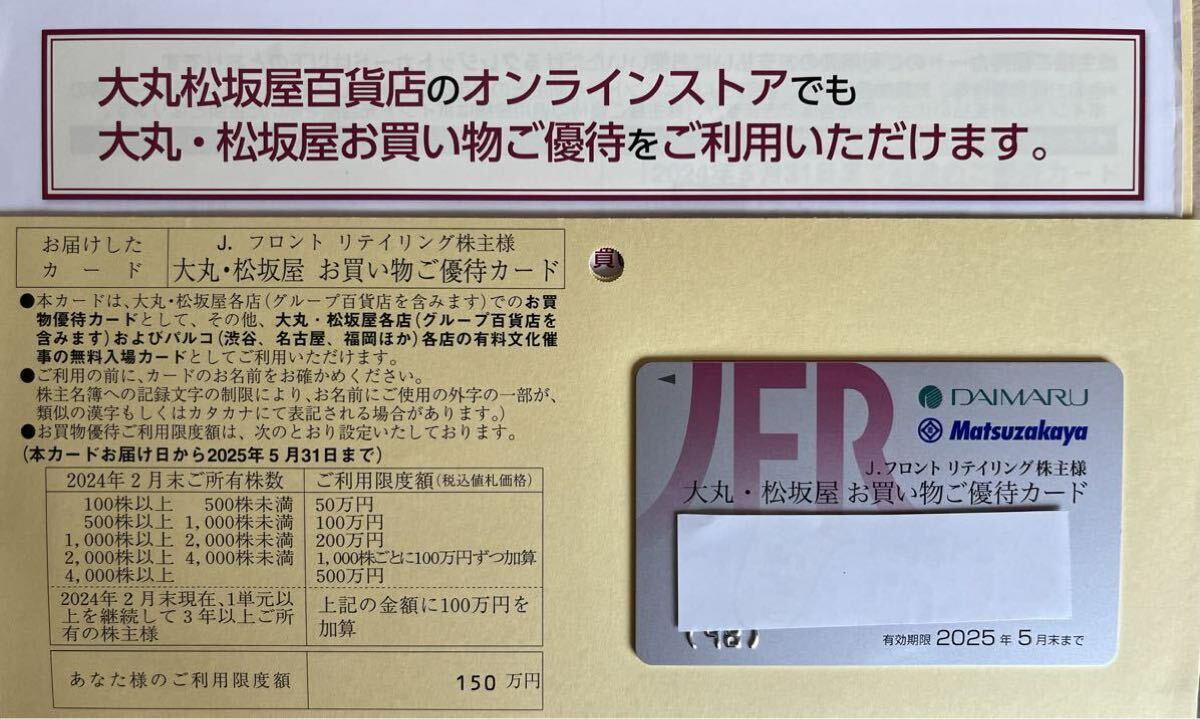 大丸松坂屋百貨店のオンラインストアでも
大丸・松坂屋お買い物ご優待をご利用いただけます。
お届けした
カード
J. フロント リテイリング株主様
大丸・松坂屋 お買い物ご優待カード
買
●本カードは、大丸・松坂屋各店(グループ百貨店を含みます)でのお買
物優待カードとして、その他、大丸・松坂屋各店(グループ百貨店を
含みます)およびパルコ(渋谷、名古屋、福岡ほか)各店の有料文化催
事の無料入場カードとしてご利用いただけます。
●ご利用の前に、カードのお名前をお確かめください。
株主名簿への記録文字の制限により、お名前にご使用の外字の一部が、
類似の漢字もしくはカタカナにて表記される場合があります。)
●お買物優待ご利用限度額は、次のとおり設定いたしております。
(本カードお届け日から2025年5月31日まで)
2024年2月末ご所有株数 ご利用限度額(税込値札価格)
100株以上 500株未満 50万円
500株以上 1,000株未満 100万円
1,000株以上 2,000株未満 200万円
2,000株以上 4,000株未満 1,000株ごとに100万円ずつ加算
4,000株以上 500万円
2024年2月末現在、1単元以
上を継続して3年以上ご所
有の株主様
上記の金額に100万円を
加算
あなた様のご利用限度額 150 万円
JFR
DAIMARU
Matsuzakaya
J.フロント リテイリング株主様
大丸・松坂屋 お買い物ご優待カード
有効期限 2025年5月末まで